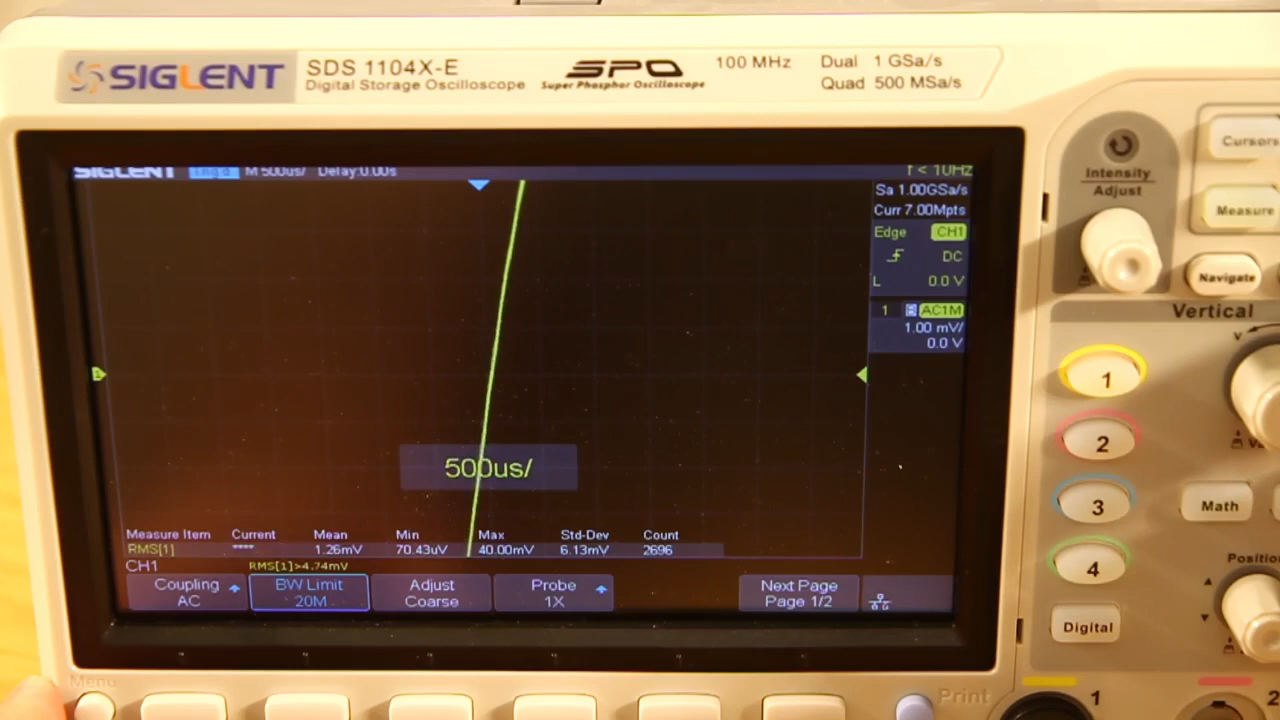 SIGLENT
SDS 1104X-E
Digital Storage Oscilloscope
SPO
Super Phosphor Oscilloscope
100 MHz
Dual 1 GSa/s
Quad 500 MSa/s
SIGLENT Trig'd M 500us/ Delay:0.00s f < 10Hz
Sa 1.00GSa/s
Curr 7.00Mpts
Edge CH1
DC
L 0.0 V
1 B AC1M
1.00 mV/
0.0 V
1
500us/
Measure Item Current Mean Min Max Std-Dev Count
RMS[1] **** 1.26mV 70.43uV 40.00mV 6.13mV 2696
CH1 RMS[1]>4.74mV
Coupling
AC
BW Limit
20M
Adjust
Coarse
Probe
1X
Next Page
Page 1/2
Intensity
Adjust
Cursors
Measure
Navigate
Vertical
V
1
2
3
4
Math
Digital
Menu
Print
1
2